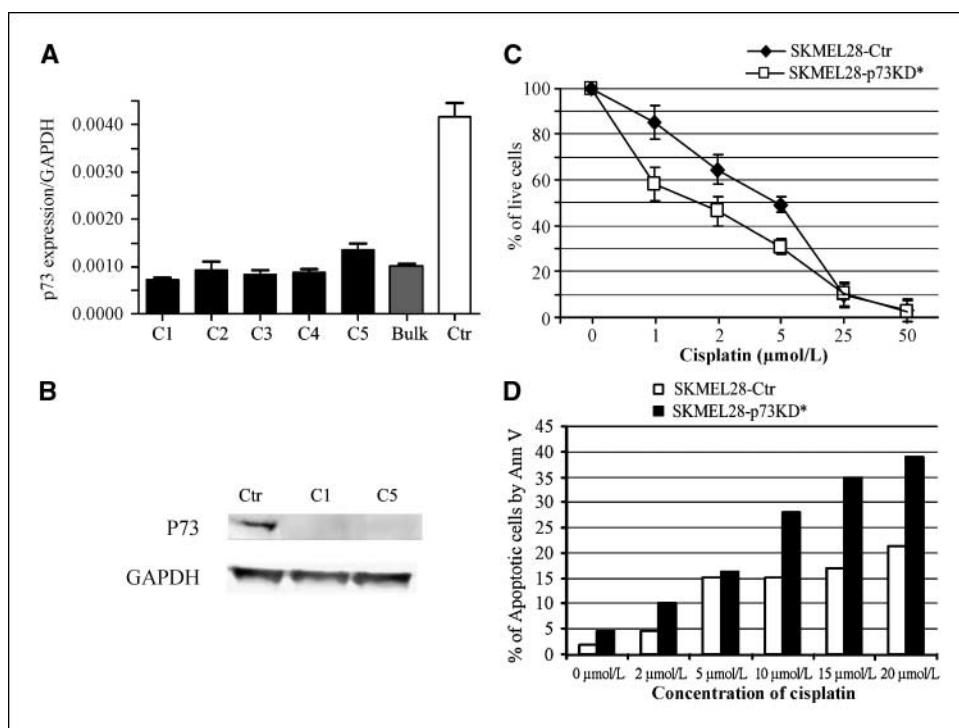 A
p73 expression/GAPDH
0.0040
0.0030
0.0020
0.0010
0.0000
C1 C2 C3 C4 C5 Bulk Ctr
B
Ctr C1 C5
P73
GAPDH
C
SKMEL28-Ctr
SKMEL28-p73KD*
% of live cells
100
80
60
40
20
0
0 1 2 5 25 50
Cisplatin (µmol/L)
D
SKMEL28-Ctr
SKMEL28-p73KD*
% of Apoptotic cells by Ann V
45
40
35
30
25
20
15
10
5
0
0 µmol/L 2 µmol/L 5 µmol/L 10 µmol/L 15 µmol/L 20 µmol/L
Concentration of cisplatin